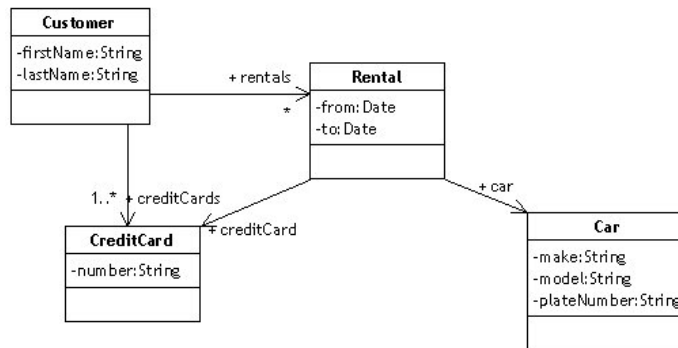 Customer
-firstName:String
-lastName:String
+ rentals
*
Rental
-from:Date
-to:Date
1..* + creditCards
+ creditCard
+ car
CreditCard
-number:String
Car
-make:String
-model:String
-plateNumber:String